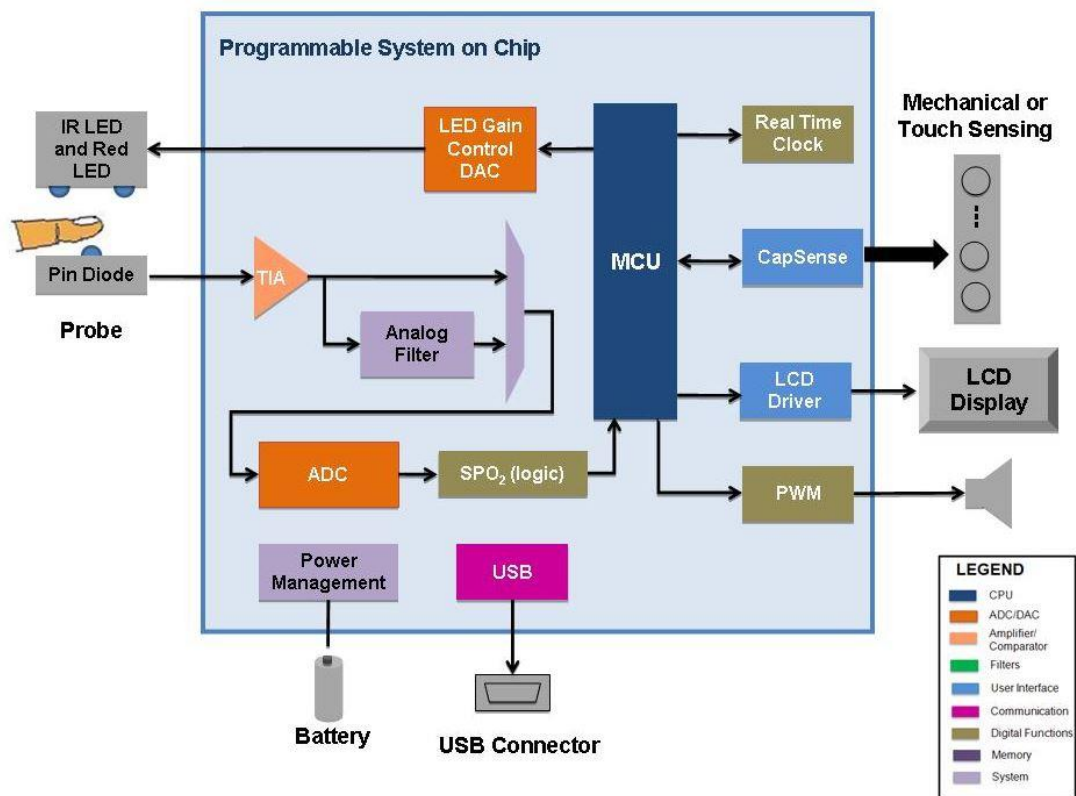 Programmable System on Chip
IR LED
and Red
LED
LED Gain
Control
DAC
Real Time
Clock
Mechanical or
Touch Sensing
MCU
CapSense
Pin Diode
TIA
Probe
Analog
Filter
LCD
Driver
LCD
Display
ADC
SPO₂ (logic)
PWM
Power
Management
USB
Battery
USB Connector
LEGEND
CPU
ADC/DAC
Amplifier/
Comparator
Filters
User Interface
Communication
Digital Functions
Memory
System